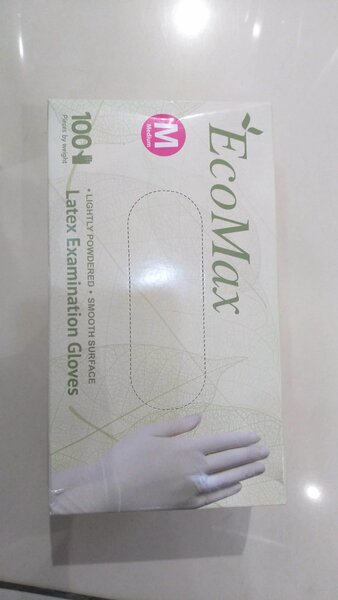 EcoMax
M
Medium
• LIGHTLY POWDERED • SMOOTH SURFACE
Latex Examination Gloves
100
Pieces by weight